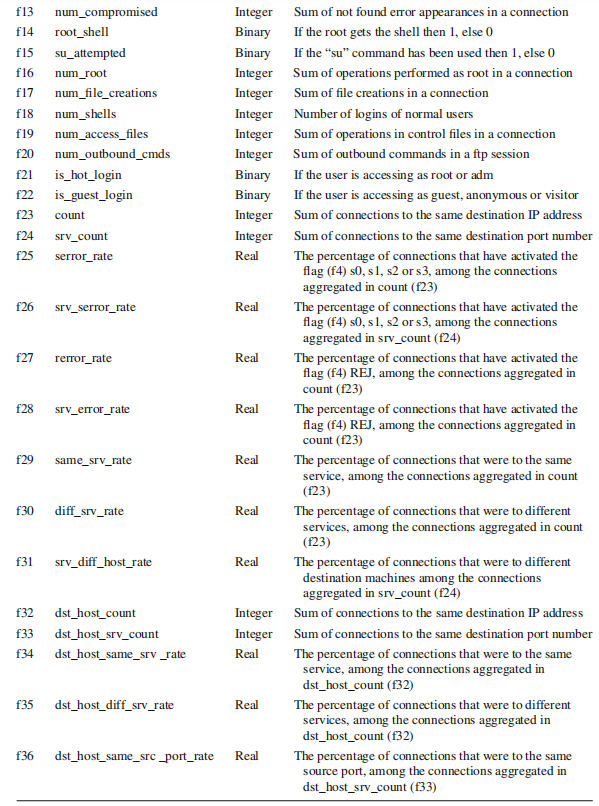 f13 num_compromised Integer Sum of not found error appearances in a connection
f14 root_shell Binary If the root gets the shell then 1, else 0
f15 su_attempted Binary If the “su” command has been used then 1, else 0
f16 num_root Integer Sum of operations performed as root in a connection
f17 num_file_creations Integer Sum of file creations in a connection
f18 num_shells Integer Number of logins of normal users
f19 num_access_files Integer Sum of operations in control files in a connection
f20 num_outbound_cmds Integer Sum of outbound commands in a ftp session
f21 is_hot_login Binary If the user is accessing as root or adm
f22 is_guest_login Binary If the user is accessing as guest, anonymous or visitor
f23 count Integer Sum of connections to the same destination IP address
f24 srv_count Integer Sum of connections to the same destination port number
f25 serror_rate Real The percentage of connections that have activated the
flag (f4) s0, s1, s2 or s3, among the connections
aggregated in count (f23)
f26 srv_serror_rate Real The percentage of connections that have activated the
flag (f4) s0, s1, s2 or s3, among the connections
aggregated in srv_count (f24)
f27 rerror_rate Real The percentage of connections that have activated the
flag (f4) REJ, among the connections aggregated in
count (f23)
f28 srv_error_rate Real The percentage of connections that have activated the
flag (f4) REJ, among the connections aggregated in
count (f23)
f29 same_srv_rate Real The percentage of connections that were to the same
service, among the connections aggregated in count
(f23)
f30 diff_srv_rate Real The percentage of connections that were to different
services, among the connections aggregated in count
(f23)
f31 srv_diff_host_rate Real The percentage of connections that were to different
destination machines among the connections
aggregated in srv_count (f24)
f32 dst_host_count Integer Sum of connections to the same destination IP address
f33 dst_host_srv_count Integer Sum of connections to the same destination port number
f34 dst_host_same_srv _rate Real The percentage of connections that were to the same
service, among the connections aggregated in
dst_host_count (f32)
f35 dst_host_diff_srv_rate Real The percentage of connections that were to different
services, among the connections aggregated in
dst_host_count (f32)
f36 dst_host_same_src _port_rate Real The percentage of connections that were to the same
source port, among the connections aggregated in
dst_host_srv_count (f33)